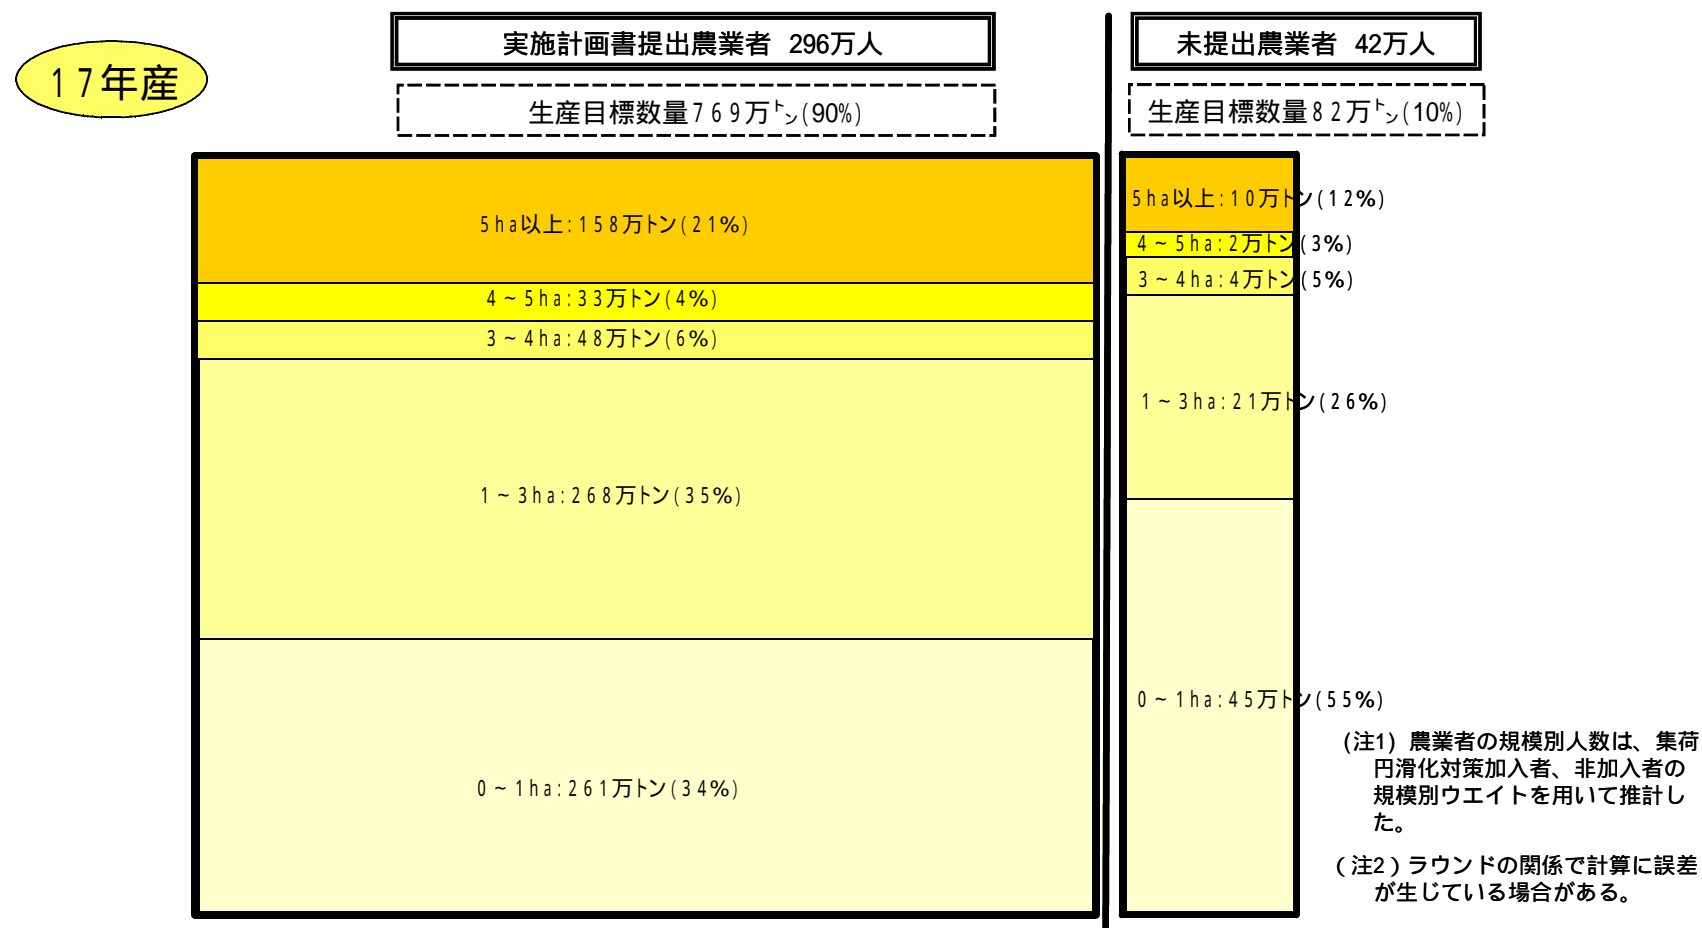 17年産
実施計画書提出農業者 296万人
生産目標数量769万トン(90%)
5ha以上:158万トン(21%)
4~5ha:33万トン(4%)
3~4ha:48万トン(6%)
1~3ha:268万トン(35%)
0~1ha:261万トン(34%)
未提出農業者 42万人
生産目標数量82万トン(10%)
5ha以上:10万トン(12%)
4~5ha:2万トン(3%)
3~4ha:4万トン(5%)
1~3ha:21万トン(26%)
0~1ha:45万トン(55%)
(注1) 農業者の規模別人数は、集荷
円滑化対策加入者、非加入者の
規模別ウエイトを用いて推計し
た。
(注2)ラウンドの関係で計算に誤差
が生じている場合がある。